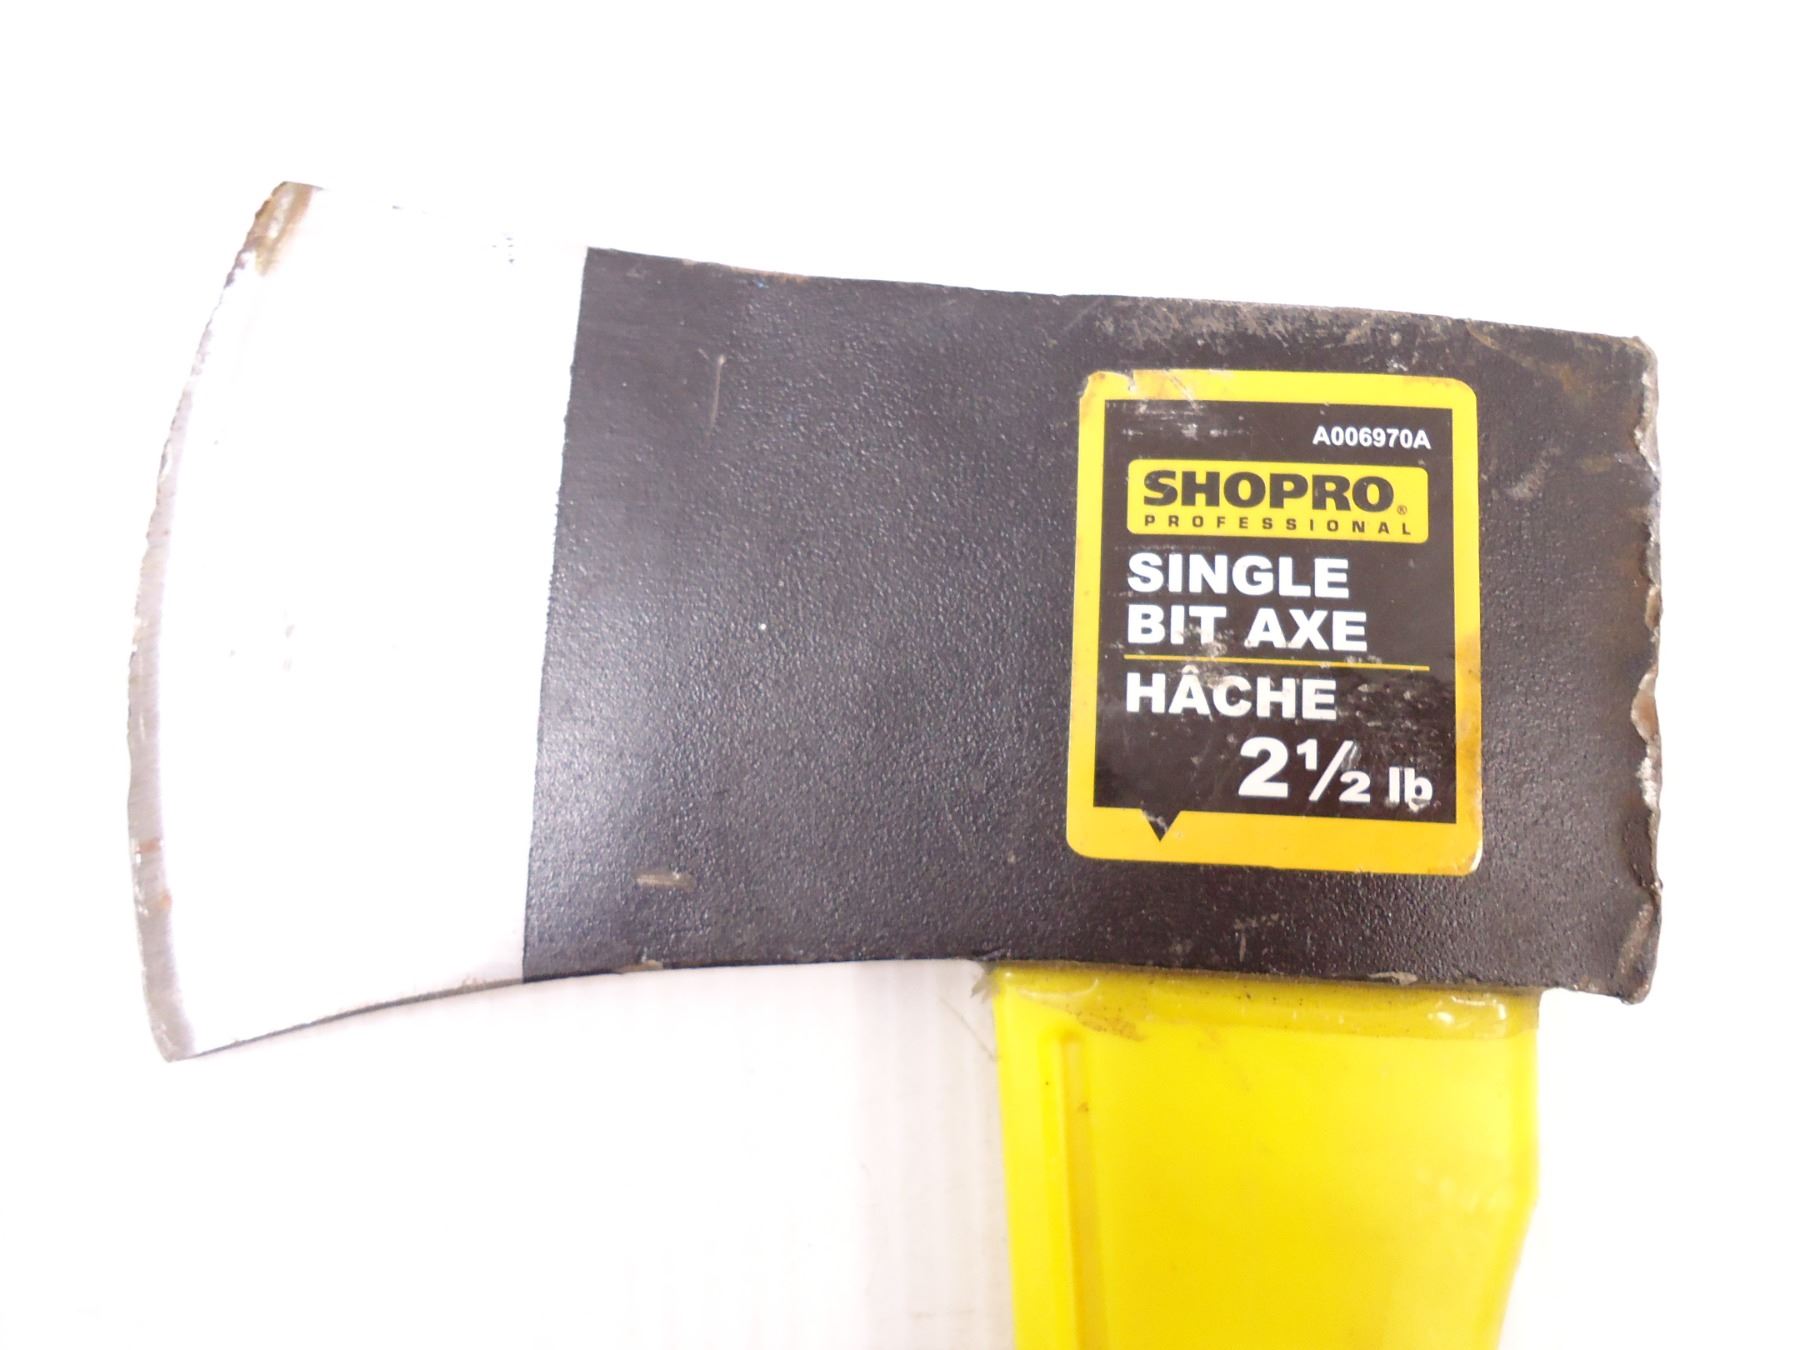 A006970A
SHOPRO®
PROFESSIONAL
SINGLE
BIT AXE
HÂCHE
2½ lb